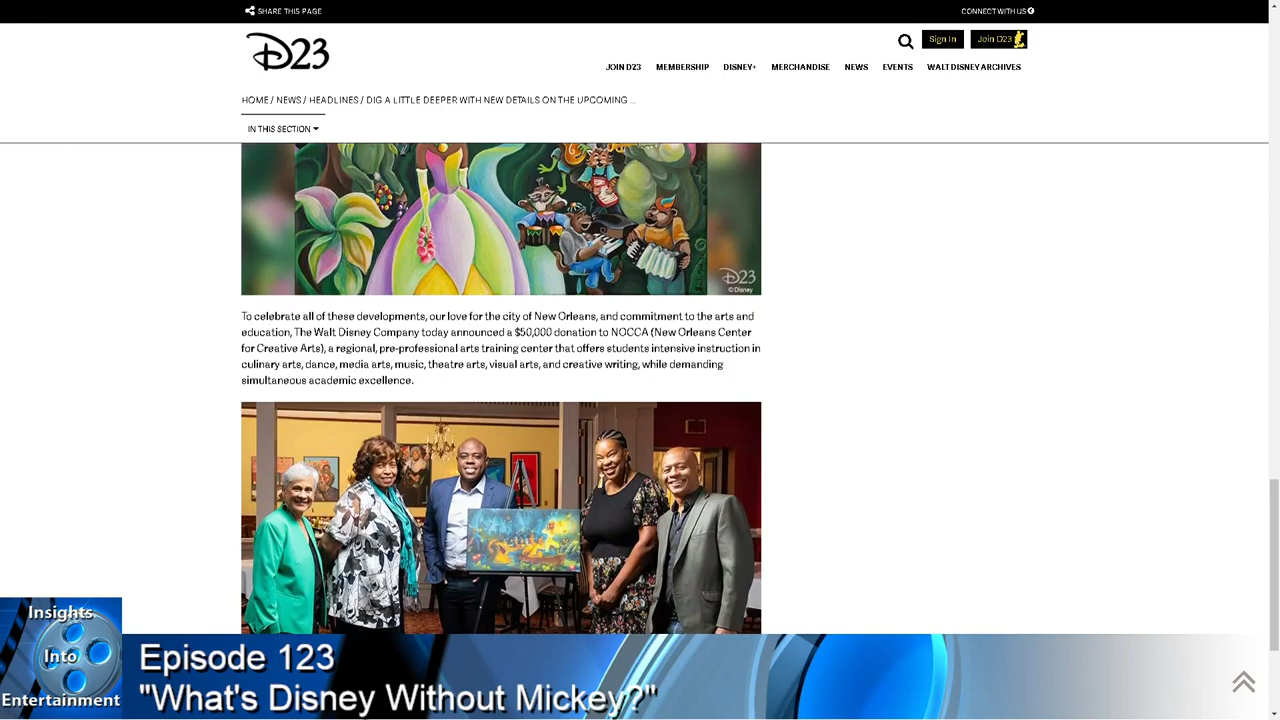 SHARE THIS PAGE
CONNECT WITH US
D23
Sign In
Join D23
JOIN D23
MEMBERSHIP
DISNEY+
MERCHANDISE
NEWS
EVENTS
WALT DISNEY ARCHIVES
HOME / NEWS / HEADLINES / DIG A LITTLE DEEPER WITH NEW DETAILS ON THE UPCOMING ...
IN THIS SECTION
D23
© Disney
To celebrate all of these developments, our love for the city of New Orleans, and commitment to the arts and
education, The Walt Disney Company today announced a $50,000 donation to NOCCA (New Orleans Center
for Creative Arts), a regional, pre-professional arts training center that offers students intensive instruction in
culinary arts, dance, media arts, music, theatre arts, visual arts, and creative writing, while demanding
simultaneous academic excellence.
Insights
Into
Entertainment
Episode 123
"What's Disney Without Mickey?"